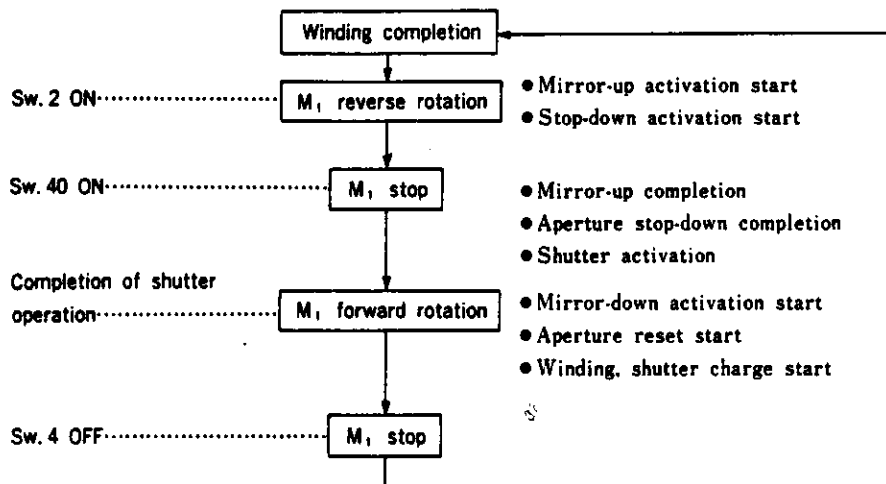 Winding completion
Sw. 2 ON
M₁ reverse rotation
● Mirror-up activation start
● Stop-down activation start
Sw. 40 ON
M₁ stop
● Mirror-up completion
● Aperture stop-down completion
● Shutter activation
Completion of shutter
operation
M₁ forward rotation
● Mirror-down activation start
● Aperture reset start
● Winding, shutter charge start
Sw. 4 OFF
M₁ stop